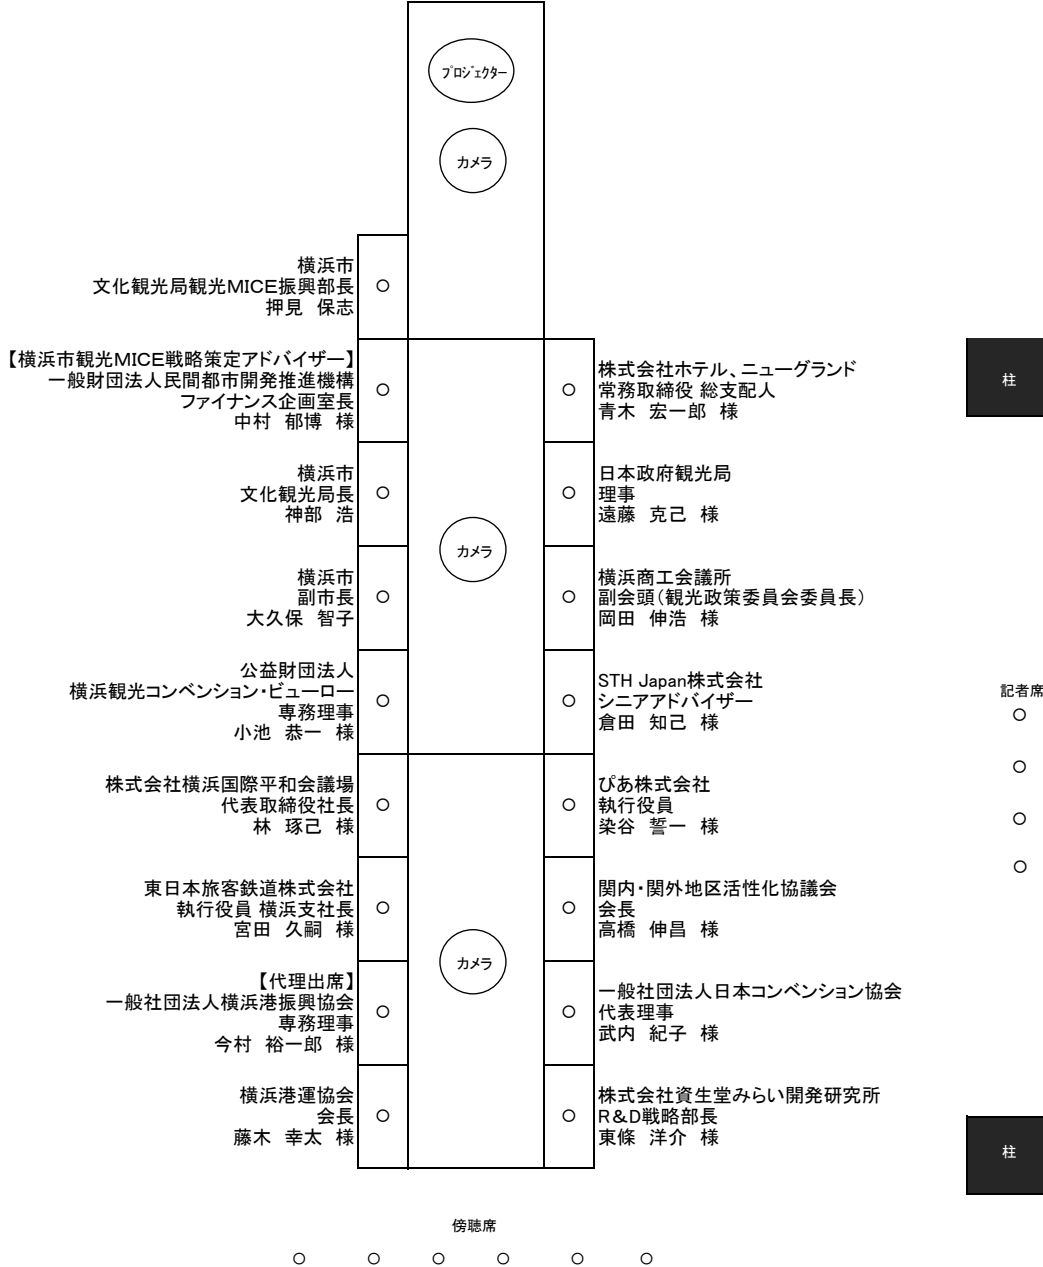 ﾌﾟﾛｼﾞｪｸﾀｰ
カメラ
横浜市
文化観光局観光MICE振興部長
押見　保志
【横浜市観光MICE戦略策定アドバイザー】
一般財団法人民間都市開発推進機構
ファイナンス企画室長
中村　郁博　様
株式会社ホテル、ニューグランド
常務取締役 総支配人
青木 宏一郎　様
柱
横浜市
文化観光局長
神部　浩
日本政府観光局
理事
遠藤　克己　様
カメラ
横浜市
副市長
大久保　智子
横浜商工会議所
副会頭（観光政策委員会委員長）
岡田　伸浩　様
公益財団法人
横浜観光コンベンション・ビューロー
専務理事
小池　恭一　様
STH Japan株式会社
シニアアドバイザー
倉田　知己　様
記者席
株式会社横浜国際平和会議場
代表取締役社長
林　琢己　様
ぴあ株式会社
執行役員
染谷　誓一　様
東日本旅客鉄道株式会社
執行役員 横浜支社長
宮田　久嗣　様
関内・関外地区活性化協議会
会長
高橋　伸昌　様
カメラ
【代理出席】
一般社団法人横浜港振興協会
専務理事
今村　裕一郎　様
一般社団法人日本コンベンション協会
代表理事
武内　紀子　様
横浜港運協会
会長
藤木　幸太　様
株式会社資生堂みらい開発研究所
R＆D戦略部長
東條　洋介　様
柱
傍聴席